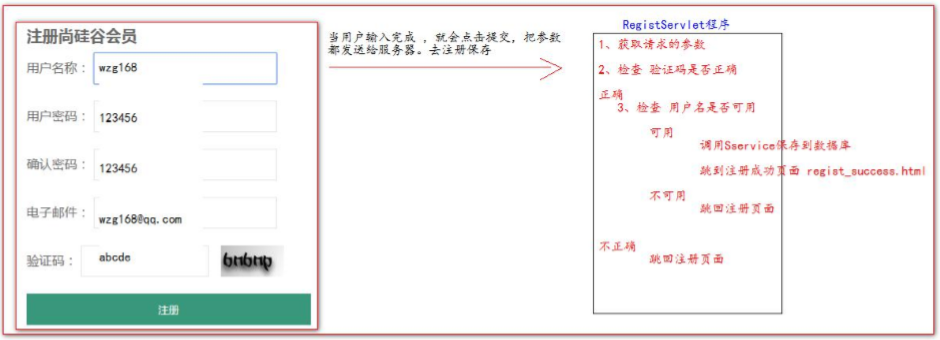 注册尚硅谷会员
用户名称： wzg168
用户密码： 123456
确认密码： 123456
电子邮件： wzg168@qq.com
验证码： abcde bnbnp
注册
当用户输入完成 ，就会点击提交，把参数
都发送给服务器。去注册保存
RegistServlet程序
1、获取请求的参数
2、检查 验证码是否正确
正确
3、检查 用户名是否可用
可用
调用Sservice保存到数据库
跳到注册成功页面 regist_success.html
不可用
跳回注册页面
不正确
跳回注册页面